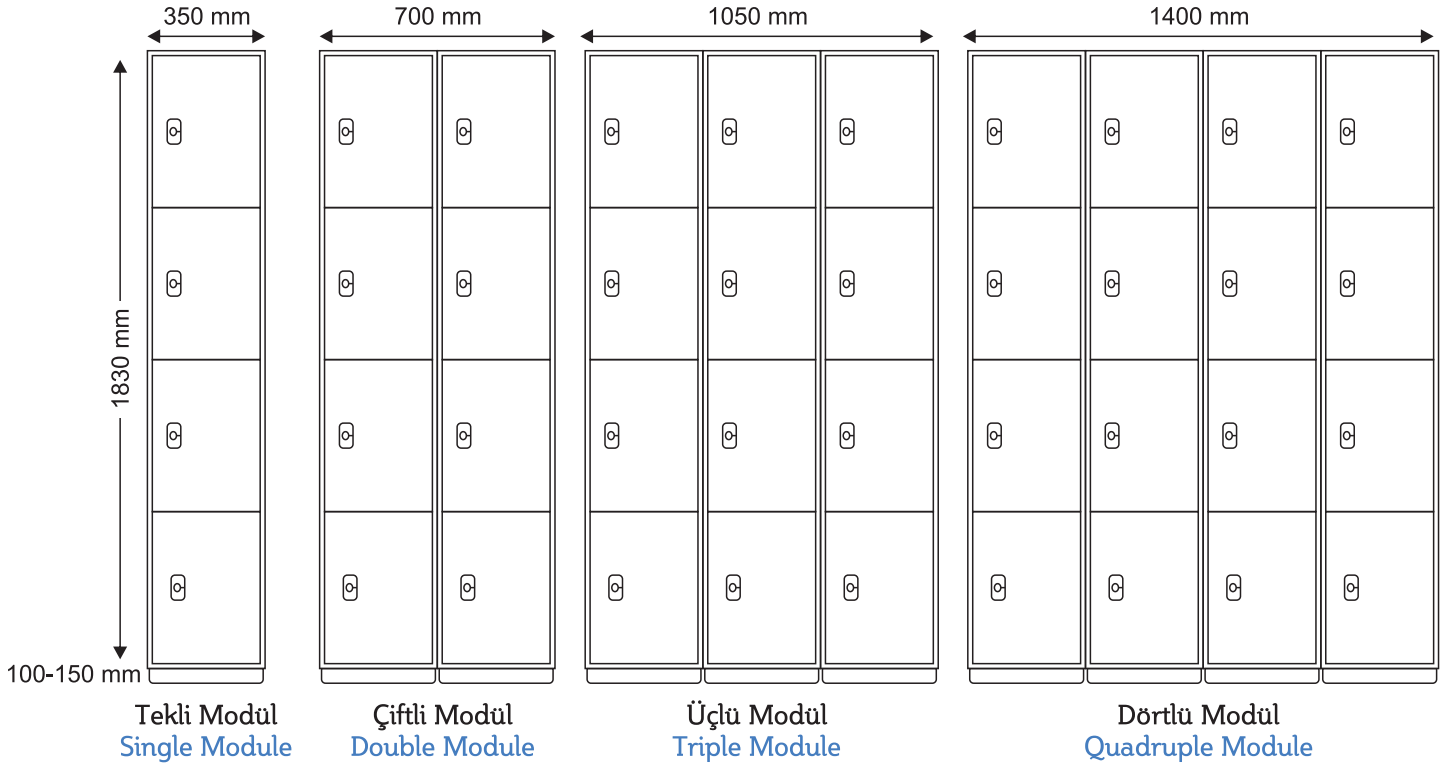 350 mm
700 mm
1050 mm
1400 mm
1830 mm
100-150 mm
Tekli Modül
Single Module
Çiftli Modül
Double Module
Üçlü Modül
Triple Module
Dörtlü Modül
Quadruple Module